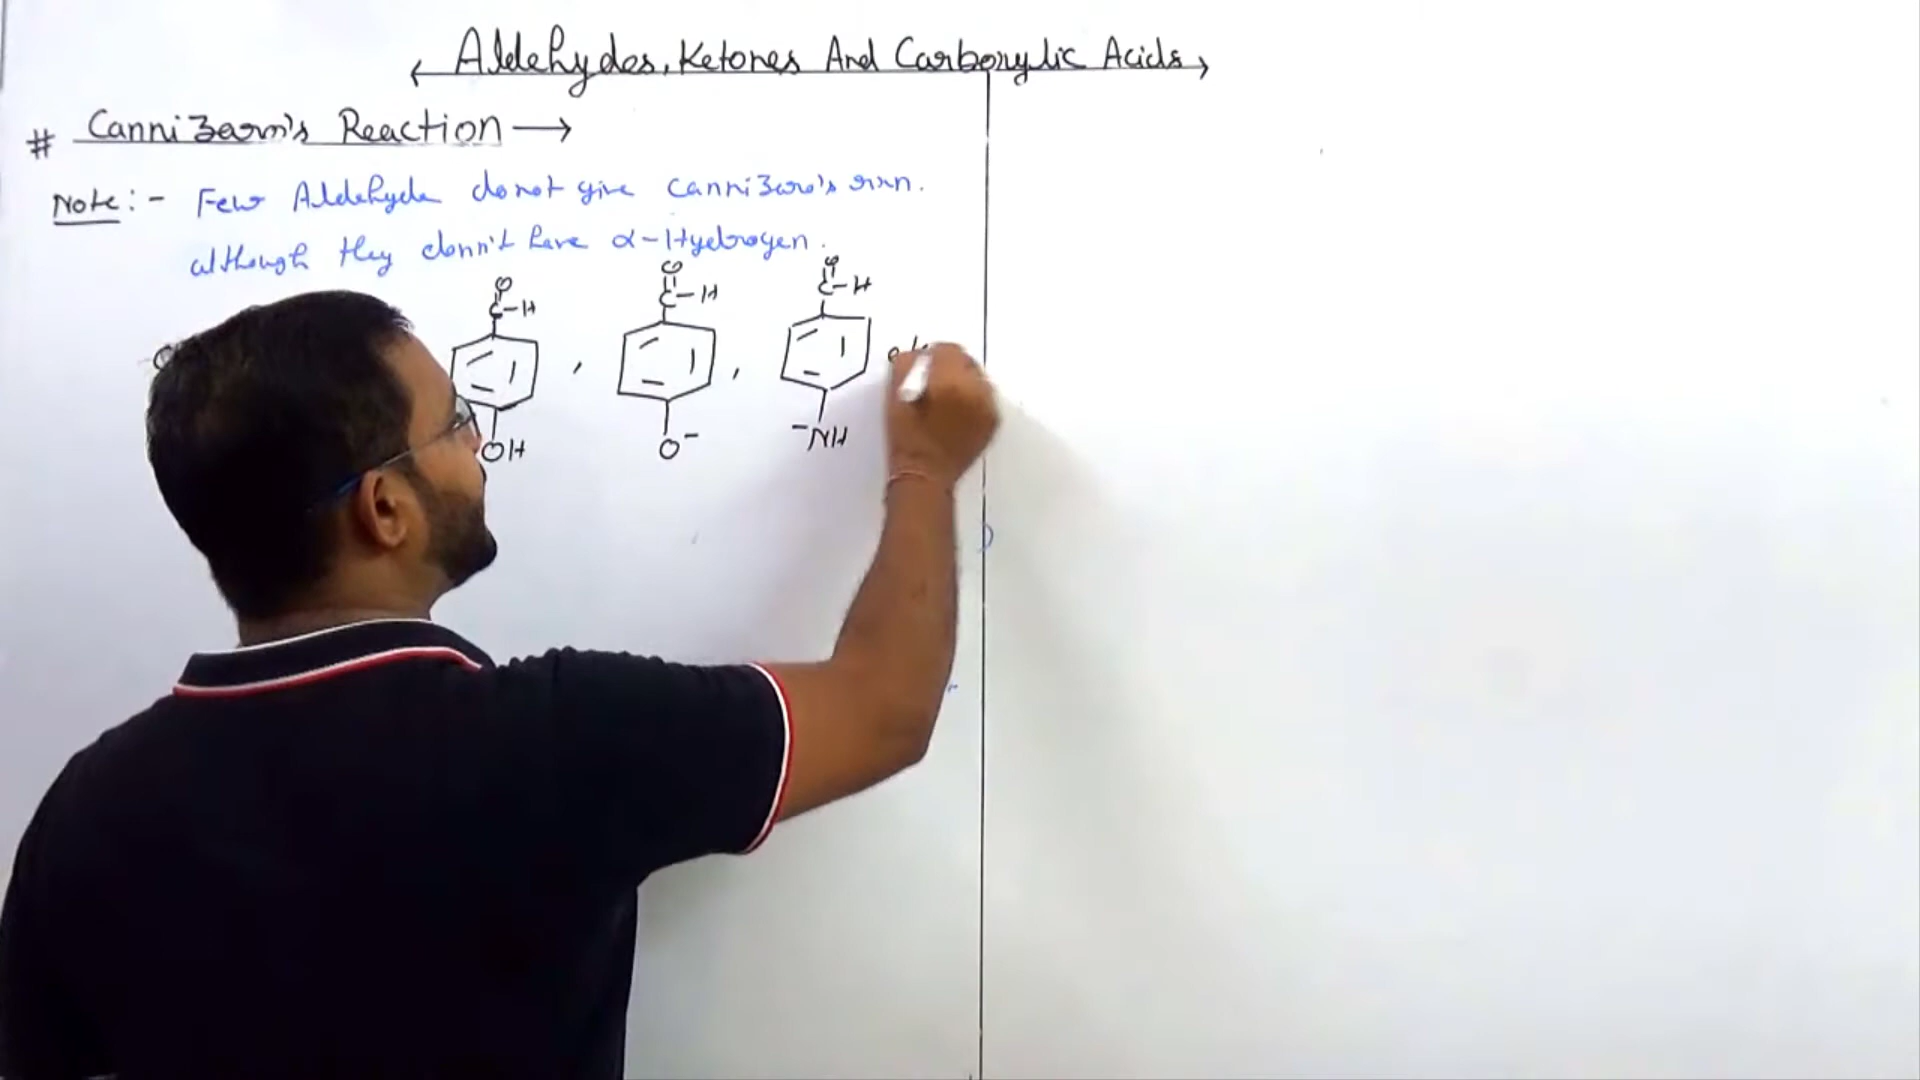 Aldehydes, Ketones And Carboxylic Acids
# Cannizaro's Reaction →
Note:- Few Aldehyde do not give cannizaro's rxn.
although they donn't have α-Hydrogen.
O O O
C-H C-H C-H
, ,
OH O⁻ ⁻NH